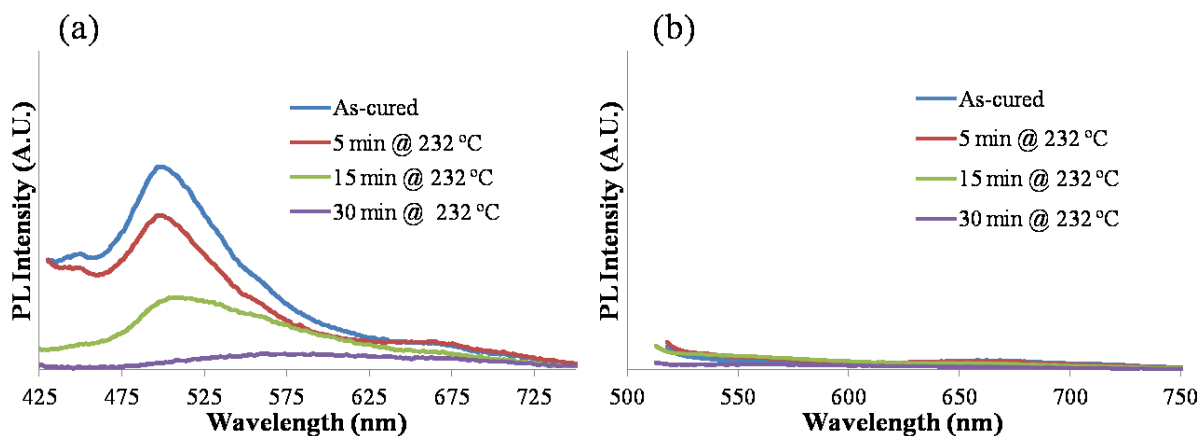 (a)
PL Intensity (A.U.)
As-cured
5 min @ 232 ºC
15 min @ 232 ºC
30 min @ 232 ºC
425 475 525 575 625 675 725
Wavelength (nm)
(b)
PL Intensity (A.U.)
As-cured
5 min @ 232 ºC
15 min @ 232 ºC
30 min @ 232 ºC
500 550 600 650 700 750
Wavelength (nm)